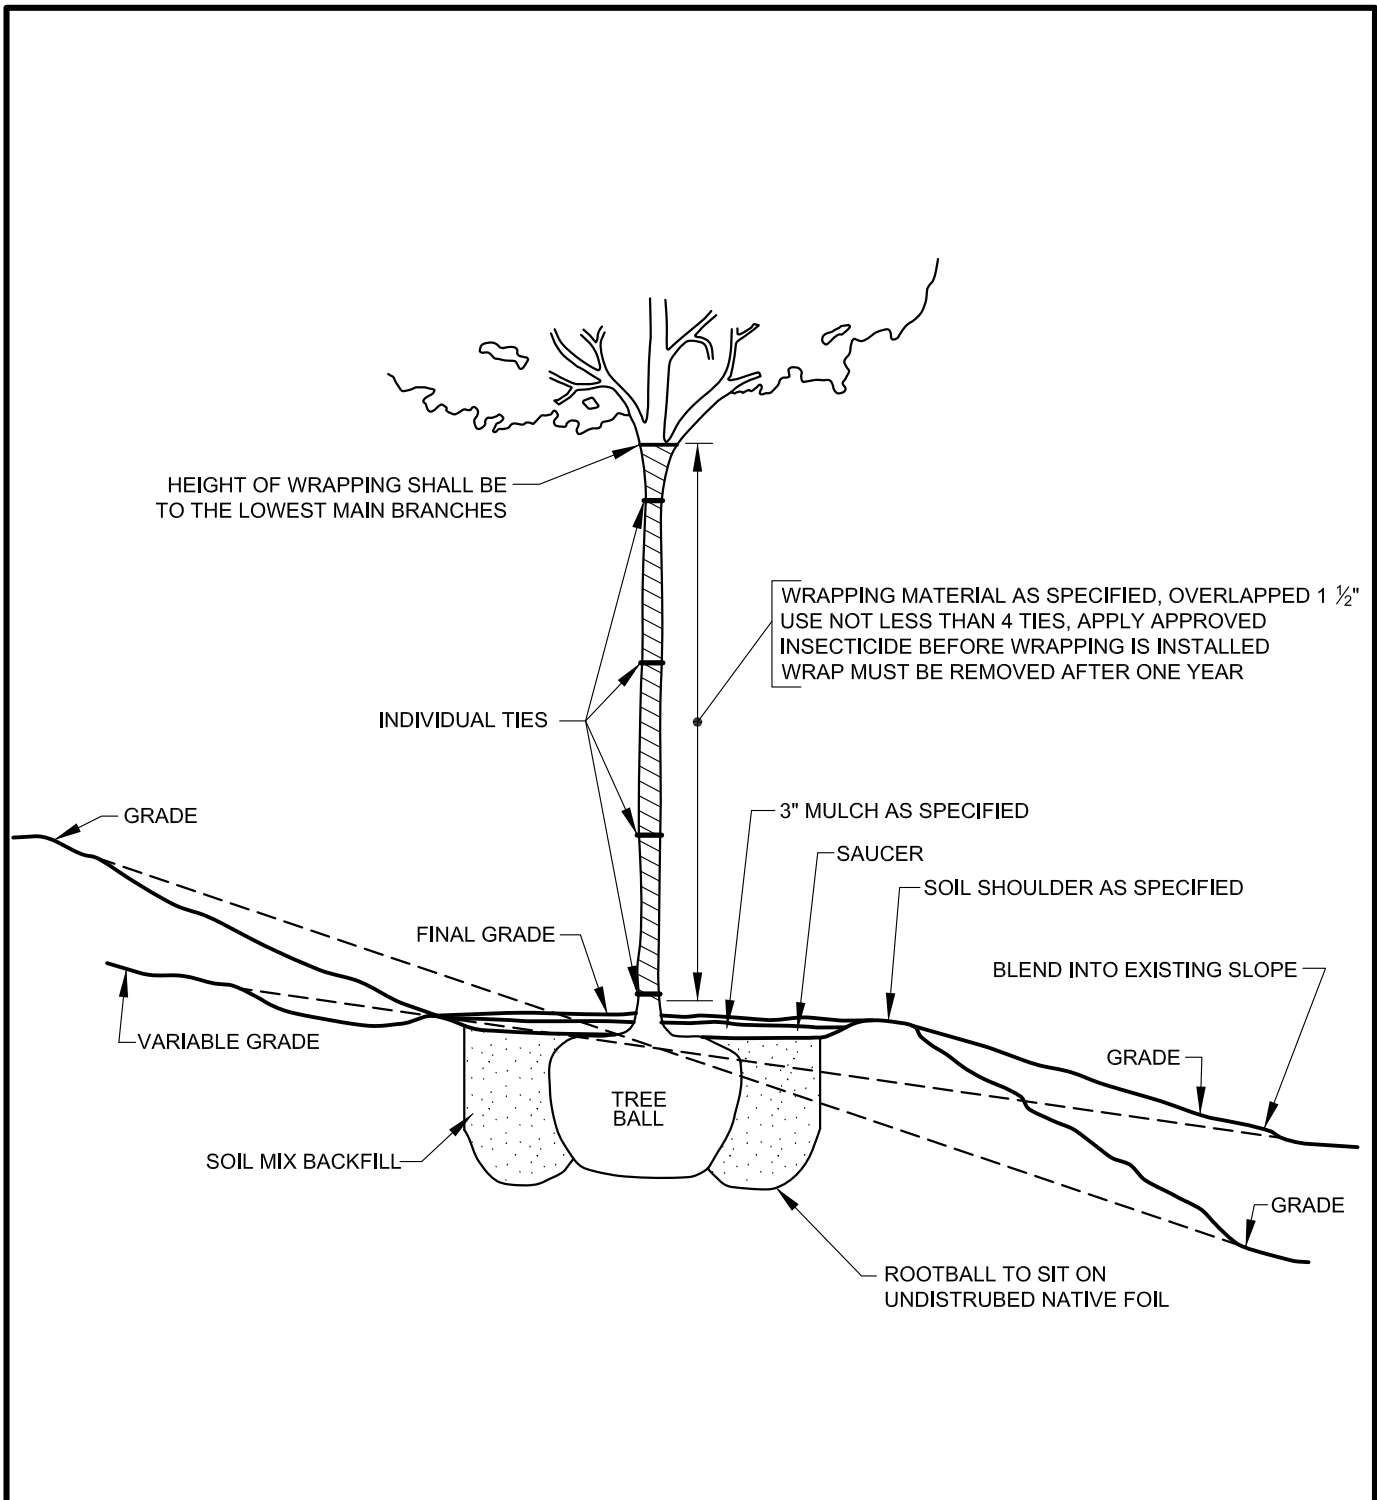 HEIGHT OF WRAPPING SHALL BE
TO THE LOWEST MAIN BRANCHES
WRAPPING MATERIAL AS SPECIFIED, OVERLAPPED 1 ½"
USE NOT LESS THAN 4 TIES, APPLY APPROVED
INSECTICIDE BEFORE WRAPPING IS INSTALLED
WRAP MUST BE REMOVED AFTER ONE YEAR
INDIVIDUAL TIES
GRADE
3" MULCH AS SPECIFIED
SAUCER
SOIL SHOULDER AS SPECIFIED
FINAL GRADE
BLEND INTO EXISTING SLOPE
VARIABLE GRADE
GRADE
TREE
BALL
SOIL MIX BACKFILL
GRADE
ROOTBALL TO SIT ON
UNDISTRUBED NATIVE FOIL